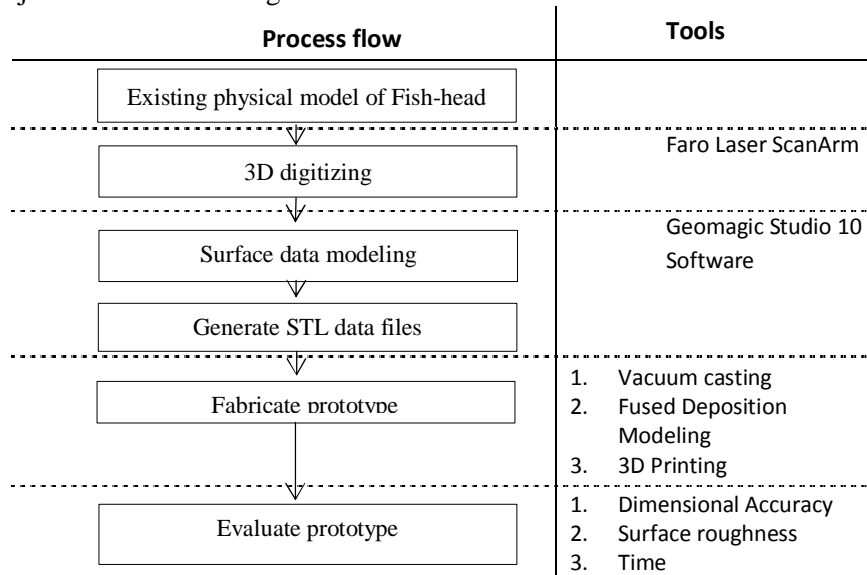 Process flow
Tools
Existing physical model of Fish-head
Faro Laser ScanArm
3D digitizing
Geomagic Studio 10
Software
Surface data modeling
Generate STL data files
Fabricate prototype
1. Vacuum casting
2. Fused Deposition
Modeling
3. 3D Printing
Evaluate prototype
1. Dimensional Accuracy
2. Surface roughness
3. Time